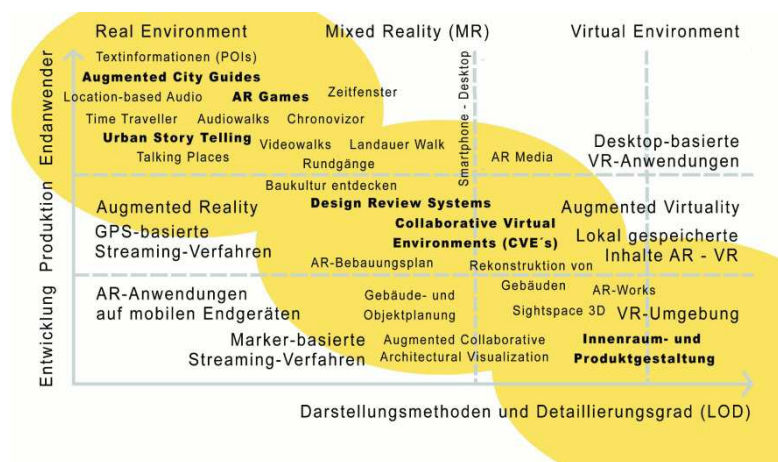 Real Environment
Mixed Reality (MR)
Virtual Environment
Textinformationen (POIs)
Augmented City Guides
Location-based Audio
AR Games
Zeitfenster
Time Traveller
Audiowalks
Chronovizor
Urban Story Telling
Videowalks
Landauer Walk
Talking Places
Rundgänge
AR Media
Desktop-basierte
VR-Anwendungen
Smartphone - Desktop
Baukultur entdecken
Design Review Systems
Augmented Reality
Collaborative Virtual
Environments (CVE´s)
Augmented Virtuality
GPS-basierte
Streaming-Verfahren
Lokal gespeicherte
Inhalte AR - VR
AR-Bebauungsplan
Rekonstruktion von
Gebäuden
AR-Anwendungen
auf mobilen Endgeräten
Gebäude- und
Objektplanung
AR-Works
Sightspace 3D
VR-Umgebung
Marker-basierte
Streaming-Verfahren
Augmented Collaborative
Architectural Visualization
Innenraum- und
Produktgestaltung
Entwicklung Produktion Endanwender
Darstellungsmethoden und Detaillierungsgrad (LOD)